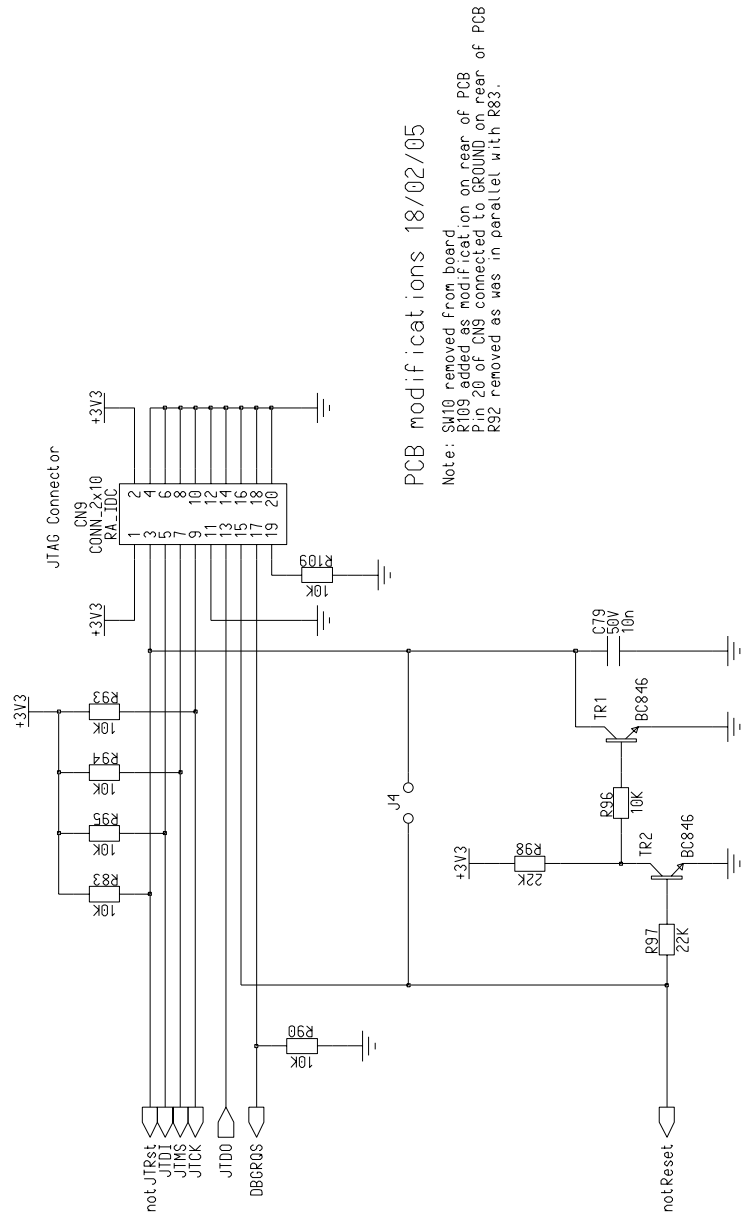 JTAG Connector
CN9
CONN_2x10
RA_IDC
+3V3
+3V3
+3V3
1 2
3 4
5 6
7 8
9 10
11 12
13 14
15 16
17 18
19 20
R83
10K
R95
10K
R94
10K
R93
10K
R109
10K
R90
10K
notJTRst
JTDI
JTMS
JTCK
JTDO
DBGRQS
J4
+3V3
R98
22K
R96
10K
TR1
BC846
C79
50V
10n
TR2
BC846
R97
22K
notReset
PCB modifications 18/02/05
Note: SW10 removed from board
R109 added as modification on rear of PCB
Pin 20 of CN9 connected to GROUND on rear of PCB
R92 removed as was in parallel with R83.